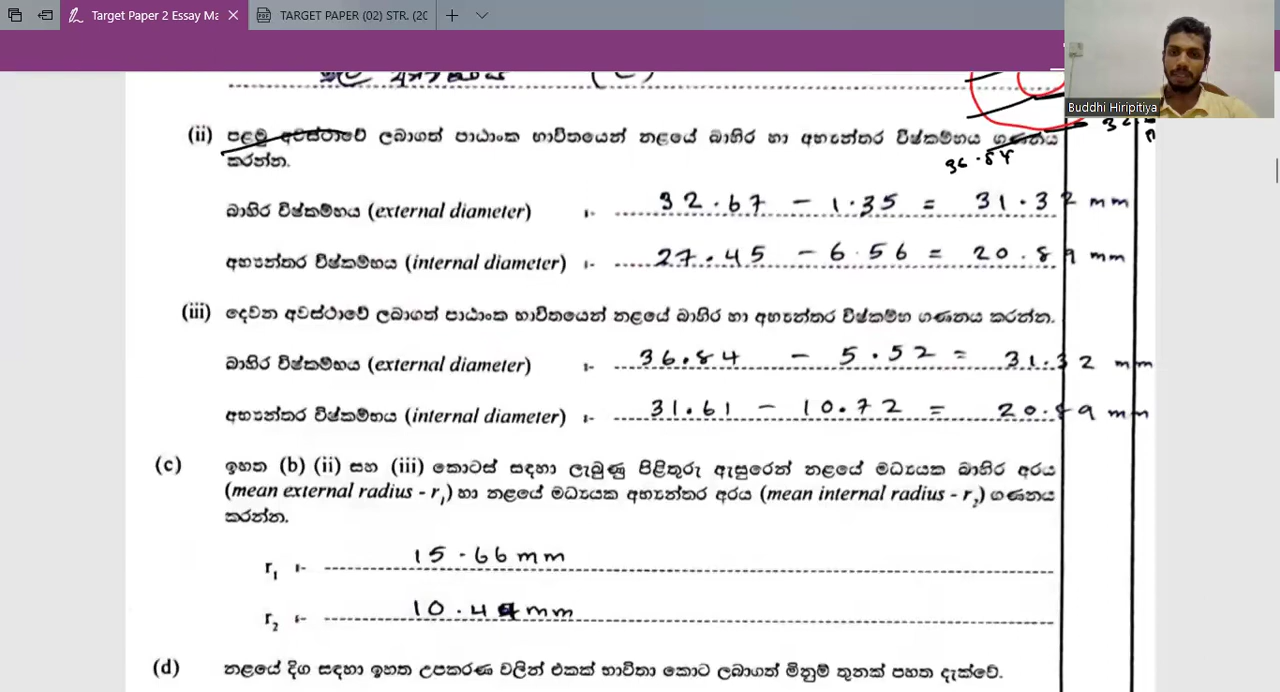 Target Paper 2 Essay Ma
TARGET PAPER (02) STR. (20
Buddhi Hiripitiya
(ii) පළමු අවස්ථාවේ ලබාගත් පාඨාංක භාවිතයෙන් නළයේ බාහිර හා අභ්‍යන්තර විෂ්කම්භය ගණනය
කරන්න.
36.84
බාහිර විෂ්කම්භය (external diameter) :- 32.67 - 1.35 = 31.32 mm
අභ්‍යන්තර විෂ්කම්භය (internal diameter) :- 27.45 - 6.56 = 20.89 mm
(iii) දෙවන අවස්ථාවේ ලබාගත් පාඨාංක භාවිතයෙන් නළයේ බාහිර හා අභ්‍යන්තර විෂ්කම්භ ගණනය කරන්න.
බාහිර විෂ්කම්භය (external diameter) :- 36.84 - 5.52 = 31.32 mm
අභ්‍යන්තර විෂ්කම්භය (internal diameter) :- 31.61 - 10.72 = 20.89 mm
(c) ඉහත (b) (ii) සහ (iii) කොටස් සඳහා ලැබුණු පිළිතුරු ඇසුරෙන් නළයේ මධ්‍යයක බාහිර අරය
(mean external radius - r₁) හා නළයේ මධ්‍යයක අභ්‍යන්තර අරය (mean internal radius - r₂) ගණනය
කරන්න.
r₁ :- 15.66 mm
r₂ :- 10.44 mm
(d) නළයේ දිග සඳහා ඉහත උපකරණ වලින් එකක් භාවිතා කොට ලබාගත් මිනුම් තුනක් පහත දැක්වේ.